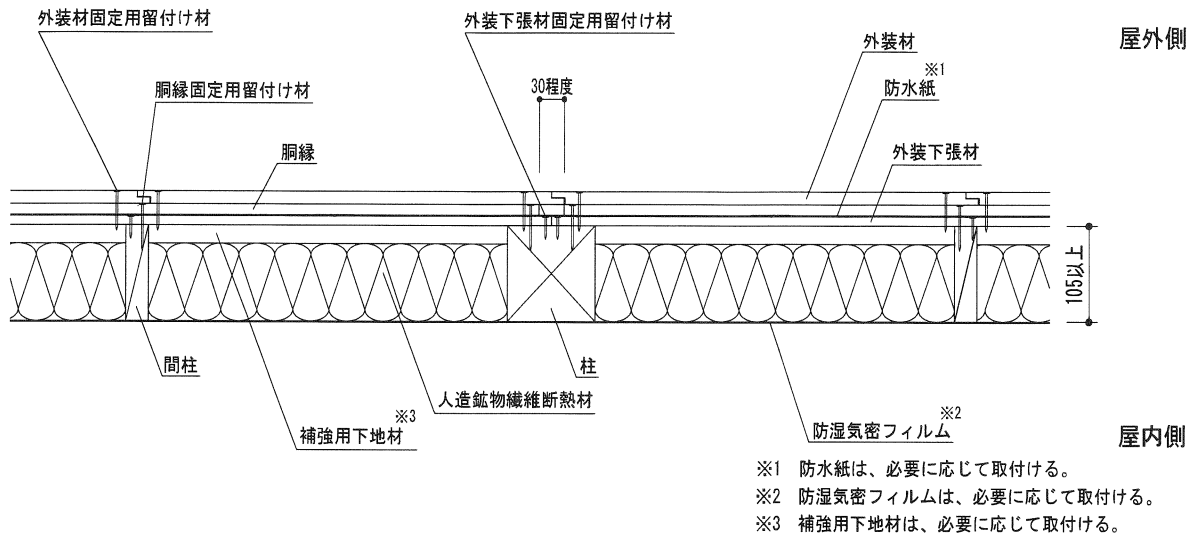 外装材固定用留付け材
外装下張材固定用留付け材
外装材
屋外側
※1
防水紙
胴縁固定用留付け材
30程度
胴縁
外装下張材
105以上
間柱
柱
人造鉱物繊維断熱材
※3
補強用下地材
※2
防湿気密フィルム
屋内側
※1 防水紙は、必要に応じて取付ける。
※2 防湿気密フィルムは、必要に応じて取付ける。
※3 補強用下地材は、必要に応じて取付ける。